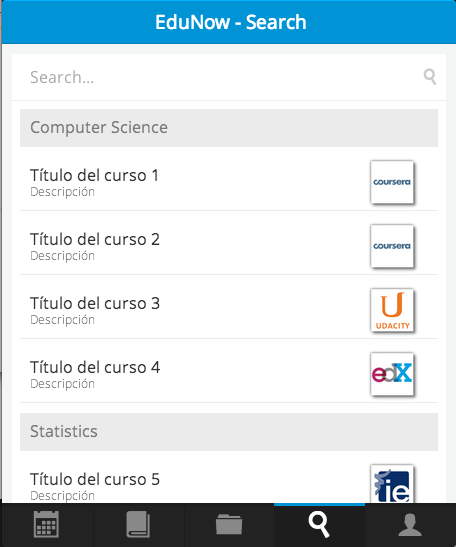 EduNow - Search
Search...
Computer Science
Título del curso 1
Descripción
coursera
Título del curso 2
Descripción
coursera
Título del curso 3
Descripción
U
UDACITY
Título del curso 4
Descripción
edX
Statistics
Título del curso 5
Descripción
ie